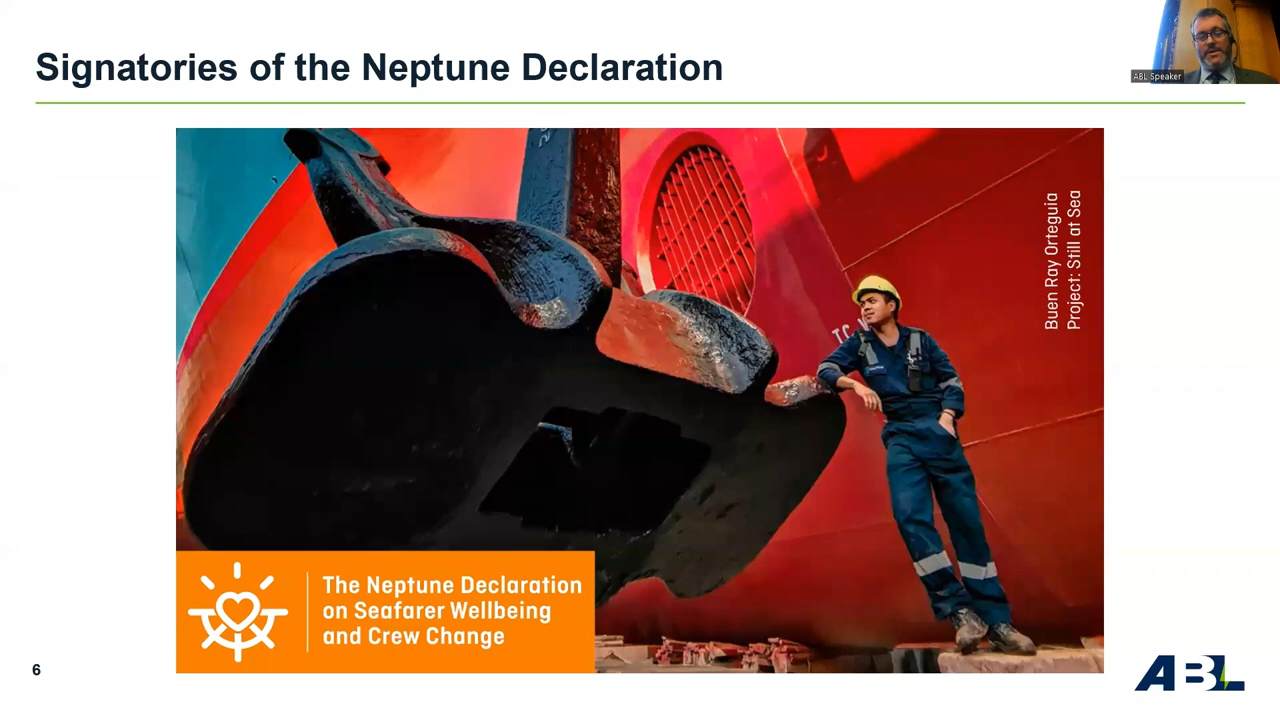 Signatories of the Neptune Declaration
ABL Speaker
Buen Ray Orteguia
Project: Still at Sea
The Neptune Declaration
on Seafarer Wellbeing
and Crew Change
6
ABL